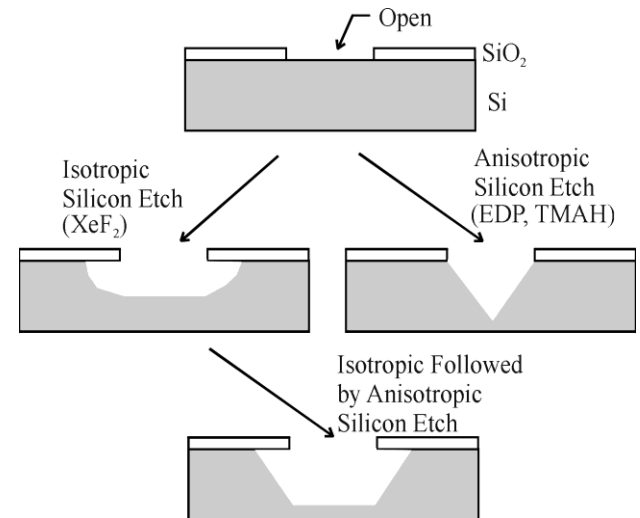 Open
SiO₂
Si
Isotropic
Silicon Etch
(XeF₂)
Anisotropic
Silicon Etch
(EDP, TMAH)
Isotropic Followed
by Anisotropic
Silicon Etch